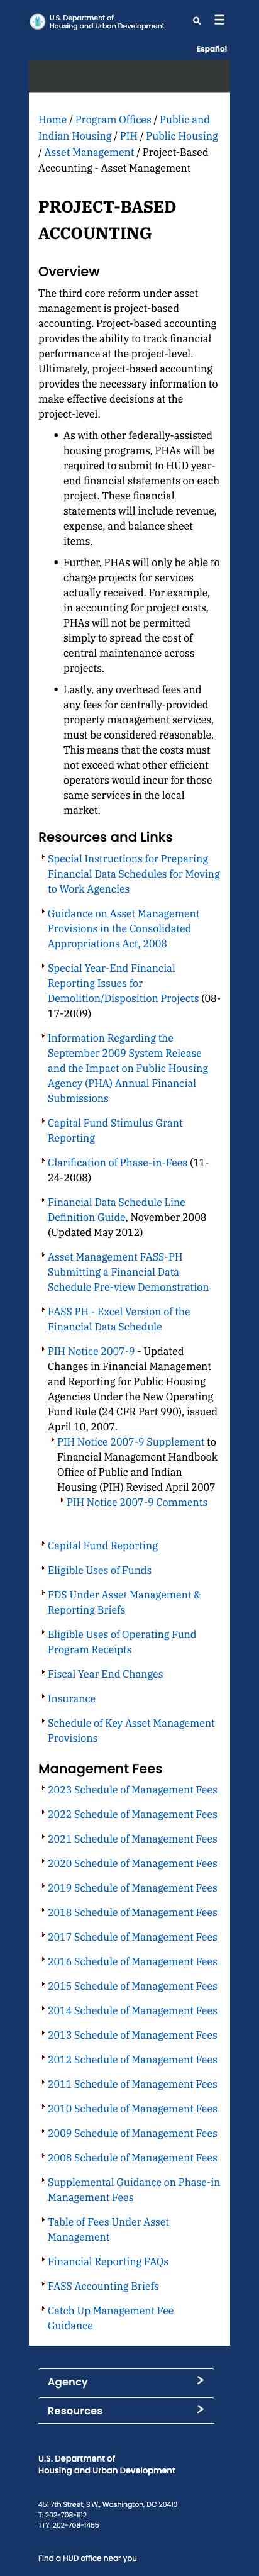 U.S. Department of
Housing and Urban Development
Español
Home / Program Offices / Public and
Indian Housing / PIH / Public Housing
/ Asset Management / Project-Based
Accounting - Asset Management
PROJECT-BASED
ACCOUNTING
Overview
The third core reform under asset
management is project-based
accounting. Project-based accounting
provides the ability to track financial
performance at the project-level.
Ultimately, project-based accounting
provides the necessary information to
make effective decisions at the
project-level.
As with other federally-assisted
housing programs, PHAs will be
required to submit to HUD year-
end financial statements on each
project. These financial
statements will include revenue,
expense, and balance sheet
items.
Further, PHAs will only be able to
charge projects for services
actually received. For example,
in accounting for project costs,
PHAs will not be permitted
simply to spread the cost of
central maintenance across
projects.
Lastly, any overhead fees and
any fees for centrally-provided
property management services,
must be considered reasonable.
This means that the costs must
not exceed what other efficient
operators would incur for those
same services in the local
market.
Resources and Links
Special Instructions for Preparing
Financial Data Schedules for Moving
to Work Agencies
Guidance on Asset Management
Provisions in the Consolidated
Appropriations Act, 2008
Special Year-End Financial
Reporting Issues for
Demolition/Disposition Projects (08-
17-2009)
Information Regarding the
September 2009 System Release
and the Impact on Public Housing
Agency (PHA) Annual Financial
Submissions
Capital Fund Stimulus Grant
Reporting
Clarification of Phase-in-Fees (11-
24-2008)
Financial Data Schedule Line
Definition Guide, November 2008
(Updated May 2012)
Asset Management FASS-PH
Submitting a Financial Data
Schedule Pre-view Demonstration
FASS PH - Excel Version of the
Financial Data Schedule
PIH Notice 2007-9 - Updated
Changes in Financial Management
and Reporting for Public Housing
Agencies Under the New Operating
Fund Rule (24 CFR Part 990), issued
April 10, 2007.
PIH Notice 2007-9 Supplement to
Financial Management Handbook
Office of Public and Indian
Housing (PIH) Revised April 2007
PIH Notice 2007-9 Comments
Capital Fund Reporting
Eligible Uses of Funds
FDS Under Asset Management &
Reporting Briefs
Eligible Uses of Operating Fund
Program Receipts
Fiscal Year End Changes
Insurance
Schedule of Key Asset Management
Provisions
Management Fees
2023 Schedule of Management Fees
2022 Schedule of Management Fees
2021 Schedule of Management Fees
2020 Schedule of Management Fees
2019 Schedule of Management Fees
2018 Schedule of Management Fees
2017 Schedule of Management Fees
2016 Schedule of Management Fees
2015 Schedule of Management Fees
2014 Schedule of Management Fees
2013 Schedule of Management Fees
2012 Schedule of Management Fees
2011 Schedule of Management Fees
2010 Schedule of Management Fees
2009 Schedule of Management Fees
2008 Schedule of Management Fees
Supplemental Guidance on Phase-in
Management Fees
Table of Fees Under Asset
Management
Financial Reporting FAQs
FASS Accounting Briefs
Catch Up Management Fee
Guidance
Agency
Resources
U.S. Department of
Housing and Urban Development
451 7th Street, S.W., Washington, DC 20410
T: 202-708-1112
TTY: 202-708-1455
Find a HUD office near you